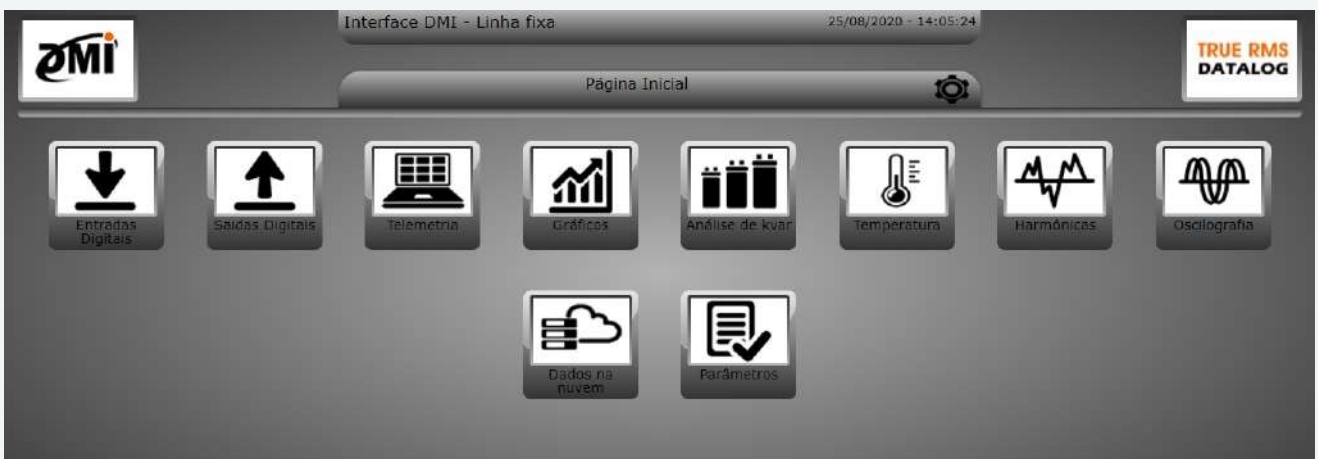 DMI
Interface DMI - Linha fixa
25/08/2020 - 14:05:24
TRUE RMS
DATALOG
Página Inicial
Entradas
Digitais
Saídas Digitais
Telemetria
Gráficos
Análise de kvar
Temperatura
Harmônicas
Oscilografia
Dados na
nuvem
Parâmetros